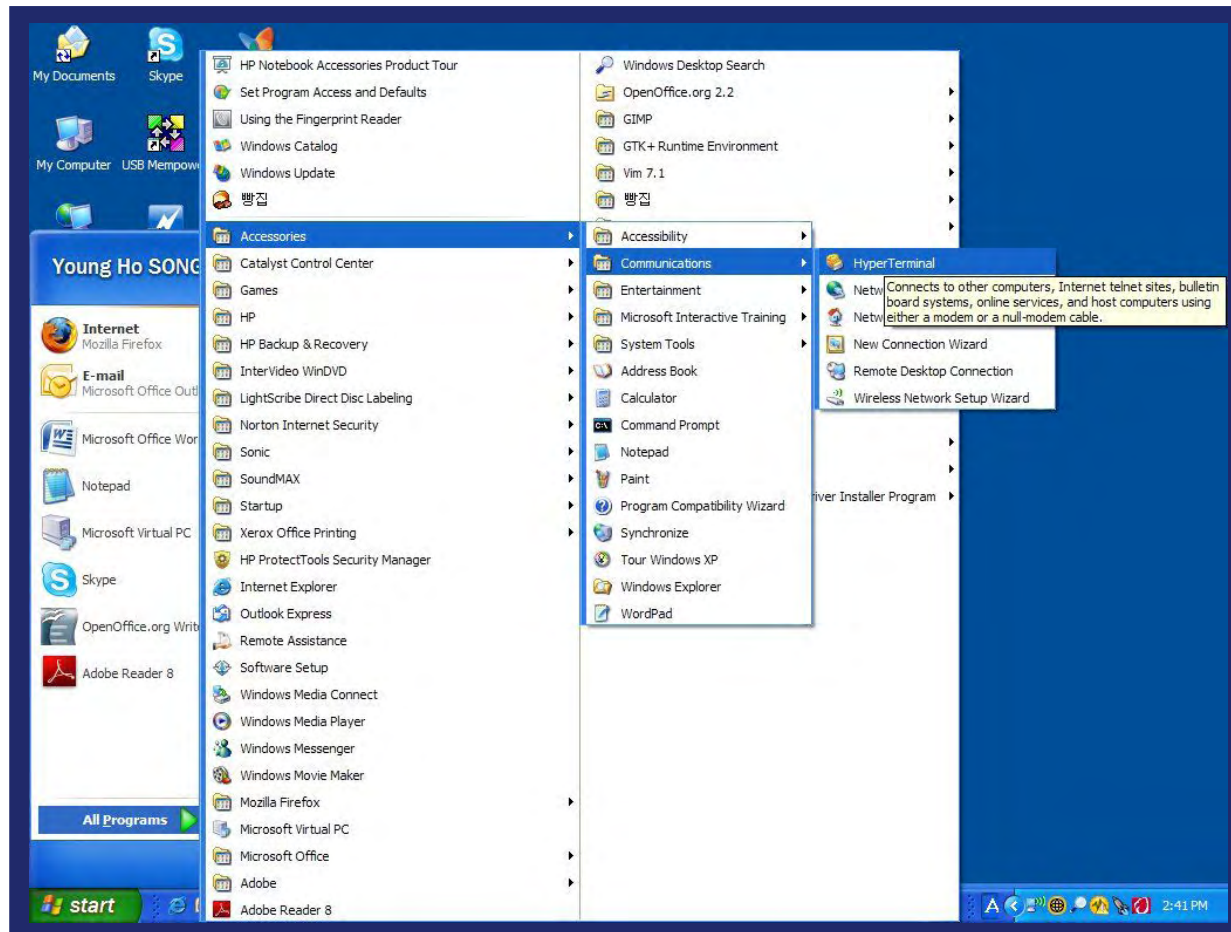 My Documents
Skype
My Computer
USB Mempow
Young Ho SONG
Internet
Mozilla Firefox
E-mail
Microsoft Office Outl
Microsoft Office Wor
Notepad
Microsoft Virtual PC
Skype
OpenOffice.org Write
Adobe Reader 8
All Programs
start
HP Notebook Accessories Product Tour
Set Program Access and Defaults
Using the Fingerprint Reader
Windows Catalog
Windows Update
빵집
Accessories
Catalyst Control Center
Games
HP
HP Backup & Recovery
InterVideo WinDVD
LightScribe Direct Disc Labeling
Norton Internet Security
Sonic
SoundMAX
Startup
Xerox Office Printing
HP ProtectTools Security Manager
Internet Explorer
Outlook Express
Remote Assistance
Software Setup
Windows Media Connect
Windows Media Player
Windows Messenger
Windows Movie Maker
Mozilla Firefox
Microsoft Virtual PC
Microsoft Office
Adobe
Adobe Reader 8
Windows Desktop Search
OpenOffice.org 2.2
GIMP
GTK+ Runtime Environment
Vim 7.1
빵집
river Installer Program
Accessibility
Communications
Entertainment
Microsoft Interactive Training
System Tools
Address Book
Calculator
Command Prompt
Notepad
Paint
Program Compatibility Wizard
Synchronize
Tour Windows XP
Windows Explorer
WordPad
HyperTerminal
Netw
Netw
New Connection Wizard
Remote Desktop Connection
Wireless Network Setup Wizard
Connects to other computers, Internet telnet sites, bulletin
board systems, online services, and host computers using
either a modem or a null-modem cable.
A
2:41 PM